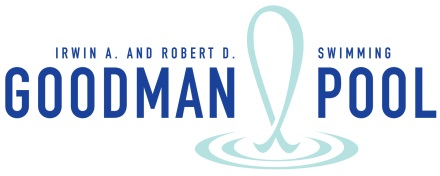 IRWIN A. AND ROBERT D. SWIMMING
GOODMAN POOL